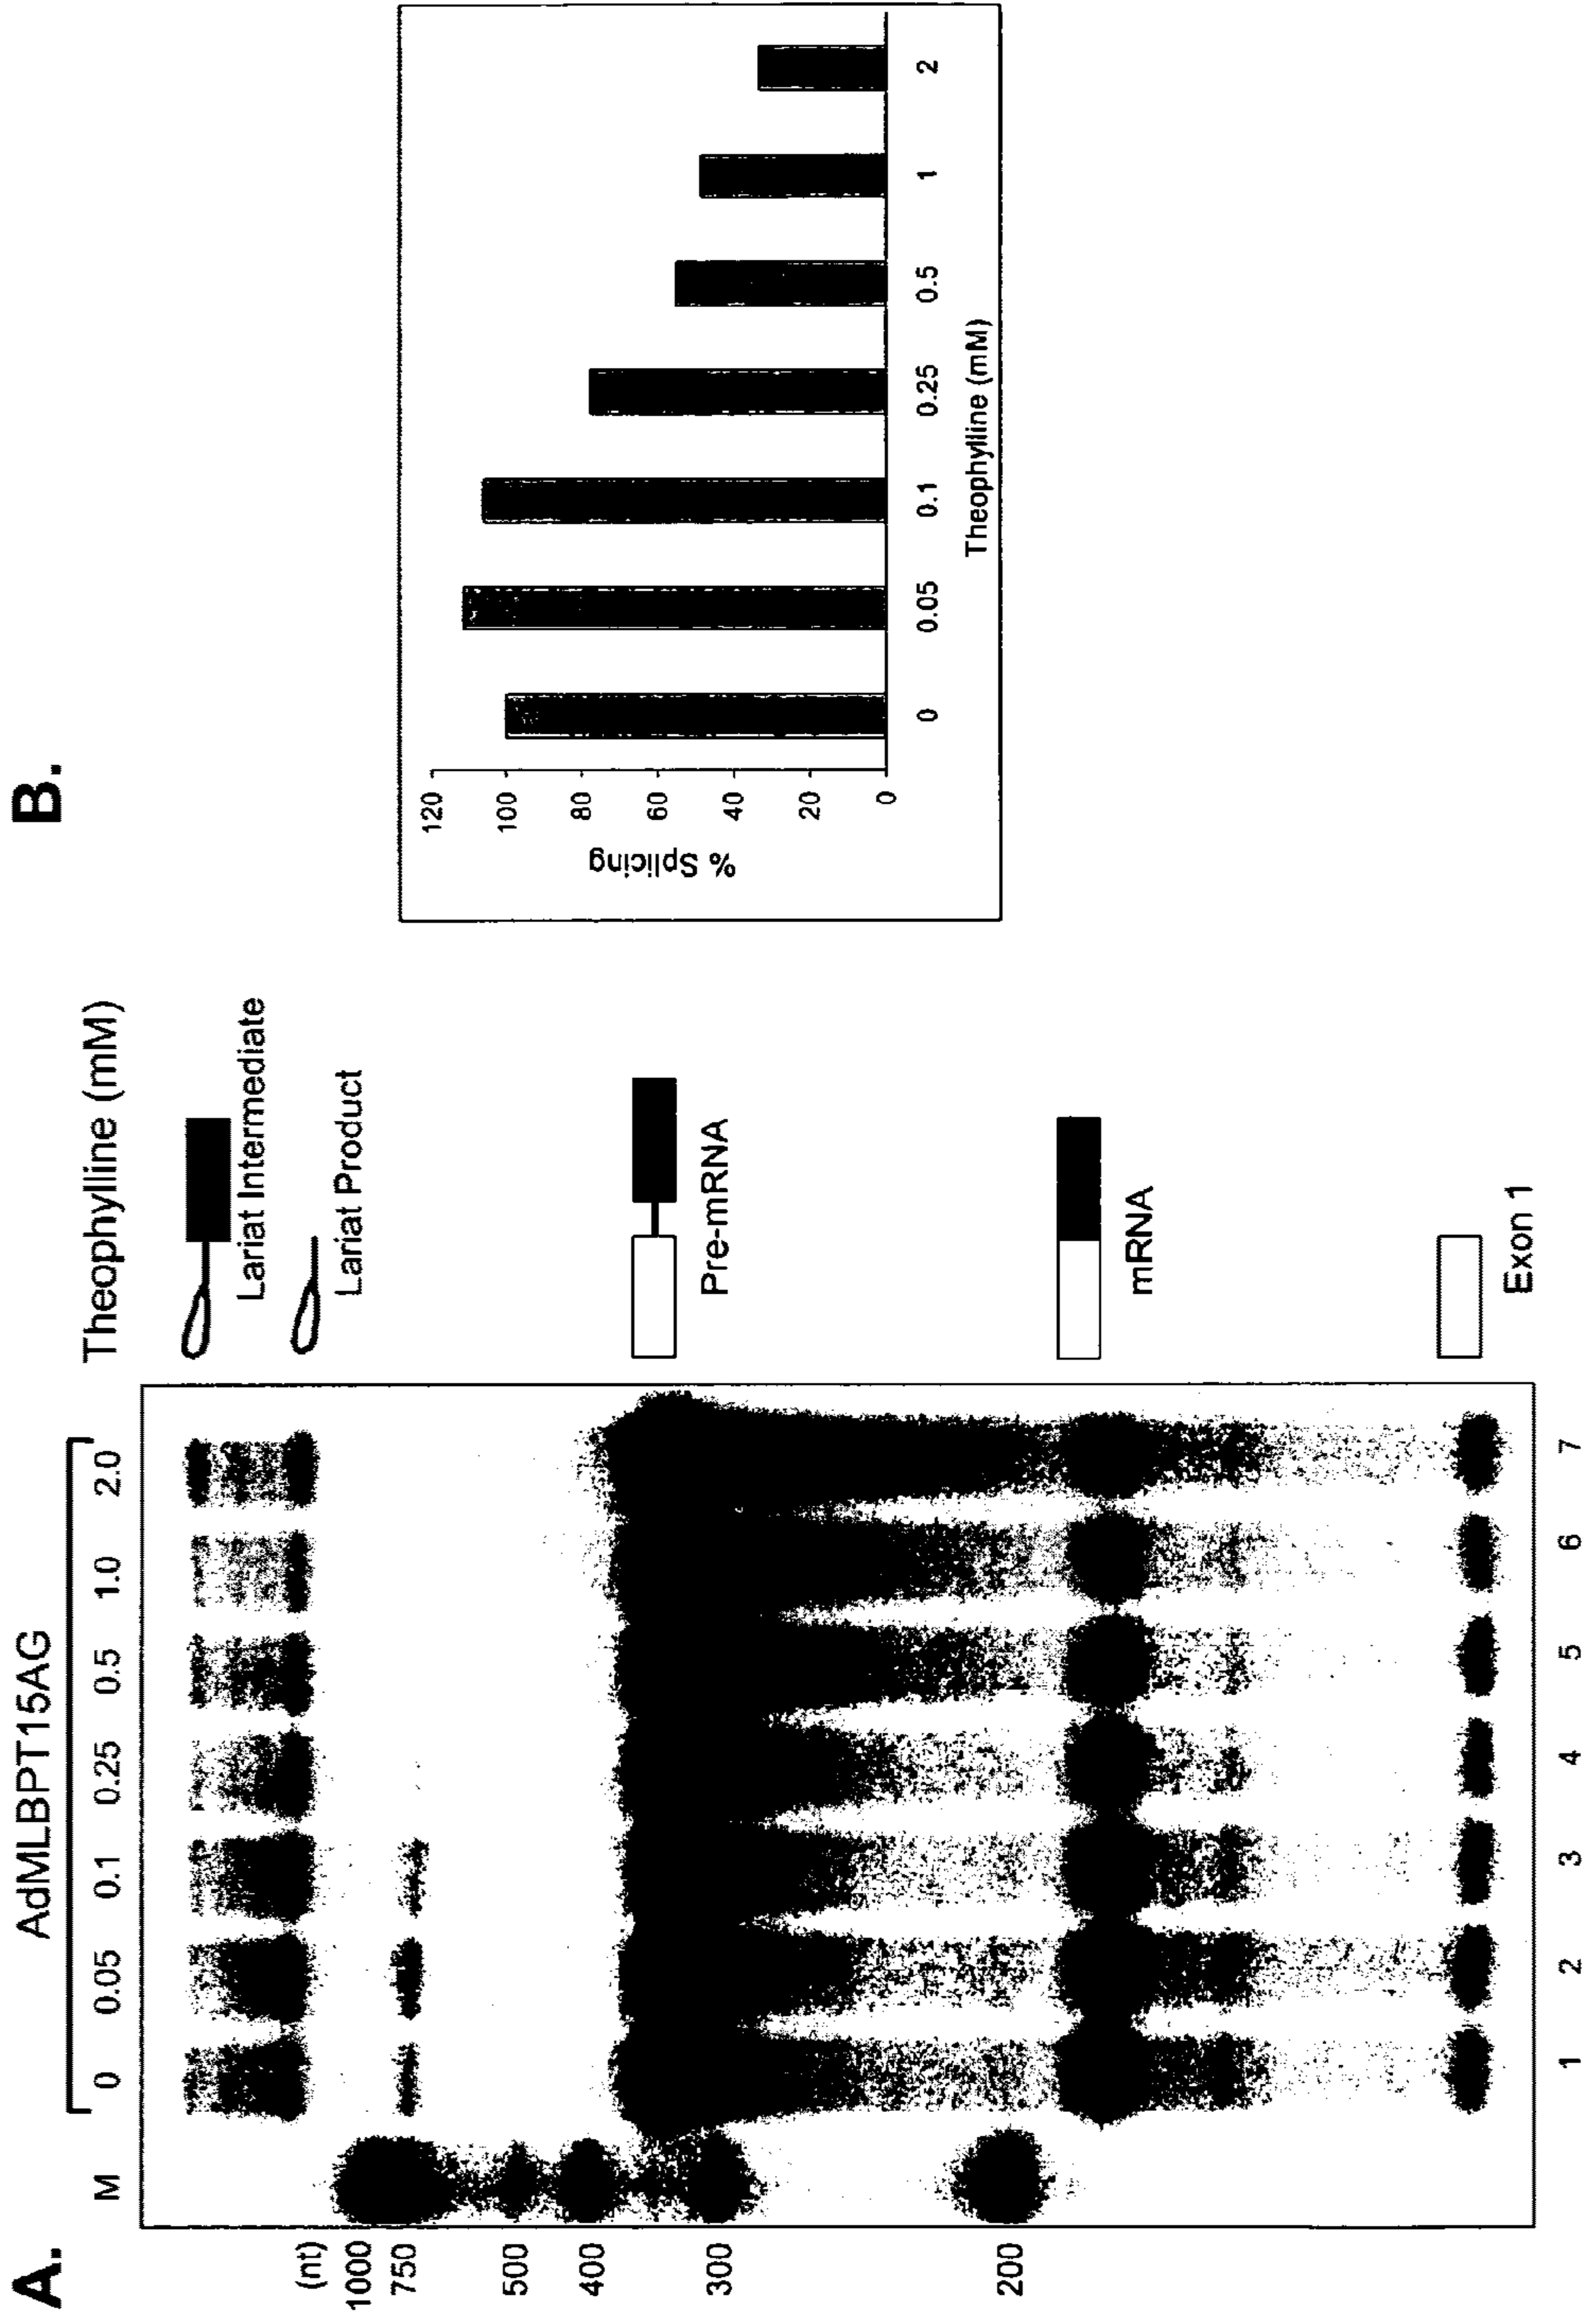 A.
AdMLBPT15AG
M 0 0.05 0.1 0.25 0.5 1.0 2.0 Theophylline (mM)
(nt)
1000
750
500
400
300
200
Lariat Intermediate
Lariat Product
Pre-mRNA
mRNA
Exon 1
1 2 3 4 5 6 7
B.
% Splicing
120
100
80
60
40
20
0
0 0.05 0.1 0.25 0.5 1 2
Theophylline (mM)